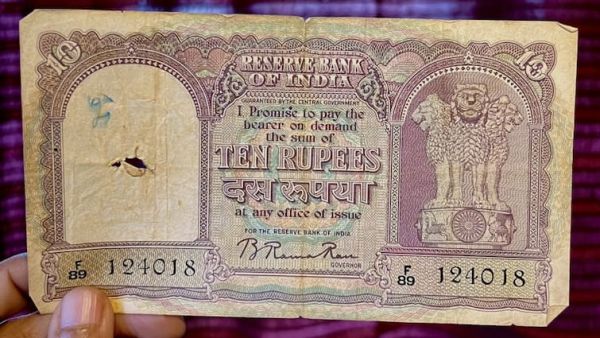 10
RESERVE BANK
OF INDIA
10
GUARANTEED BY THE CENTRAL GOVERNMENT
I Promise to pay the
bearer on demand
the sum of
TEN RUPEES
दस रुपया
at any office of issue
FOR THE RESERVE BANK OF INDIA
B Rama Rau
GOVERNOR
F/89 124018
F/89 124018